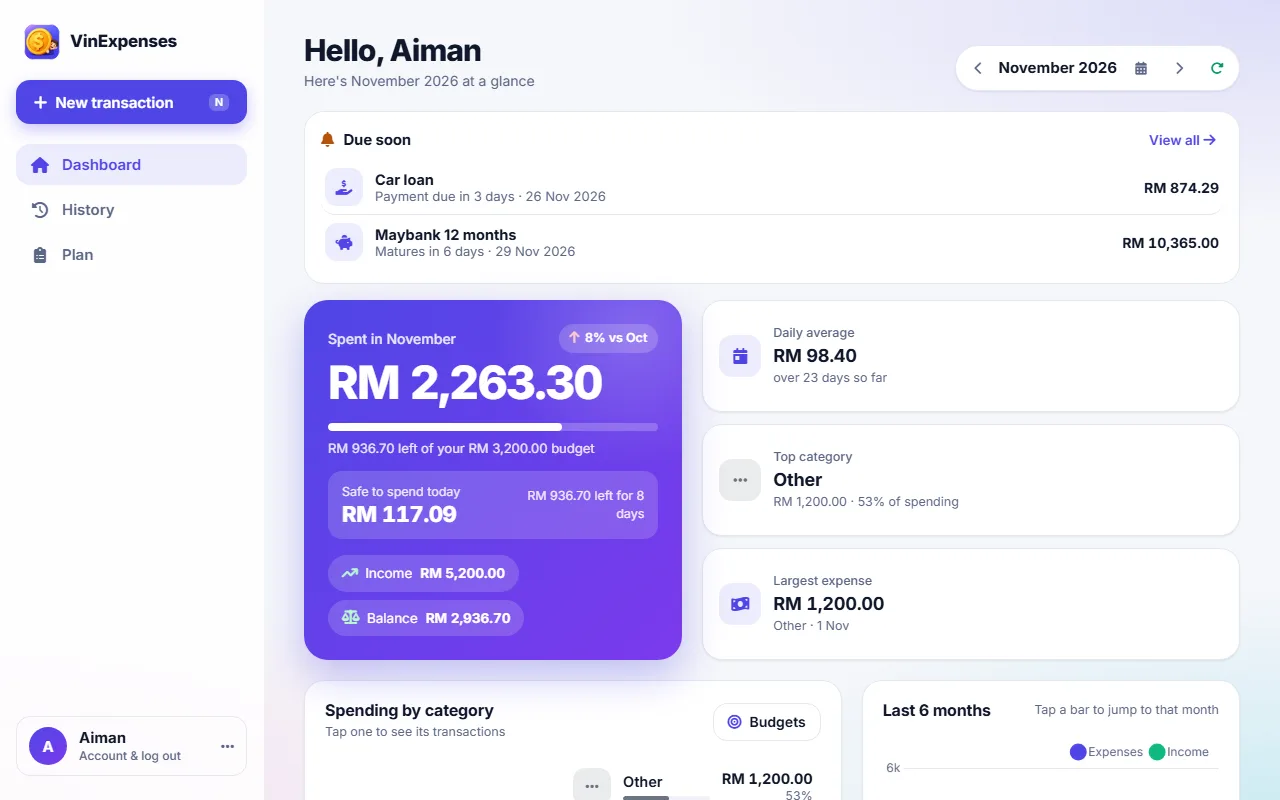 VinExpenses
New transaction N
Dashboard
History
Plan
Aiman
Account & log out
Hello, Aiman
Here's November 2026 at a glance
November 2026
Due soon
View all
Car loan
Payment due in 3 days · 26 Nov 2026
RM 874.29
Maybank 12 months
Matures in 6 days · 29 Nov 2026
RM 10,365.00
Spent in November
8% vs Oct
RM 2,263.30
RM 936.70 left of your RM 3,200.00 budget
Safe to spend today
RM 117.09
RM 936.70 left for 8
days
Income RM 5,200.00
Balance RM 2,936.70
Daily average
RM 98.40
over 23 days so far
Top category
Other
RM 1,200.00 · 53% of spending
Largest expense
RM 1,200.00
Other · 1 Nov
Spending by category
Tap one to see its transactions
Budgets
Other
RM 1,200.00
53%
Last 6 months
Tap a bar to jump to that month
Expenses
Income
6k